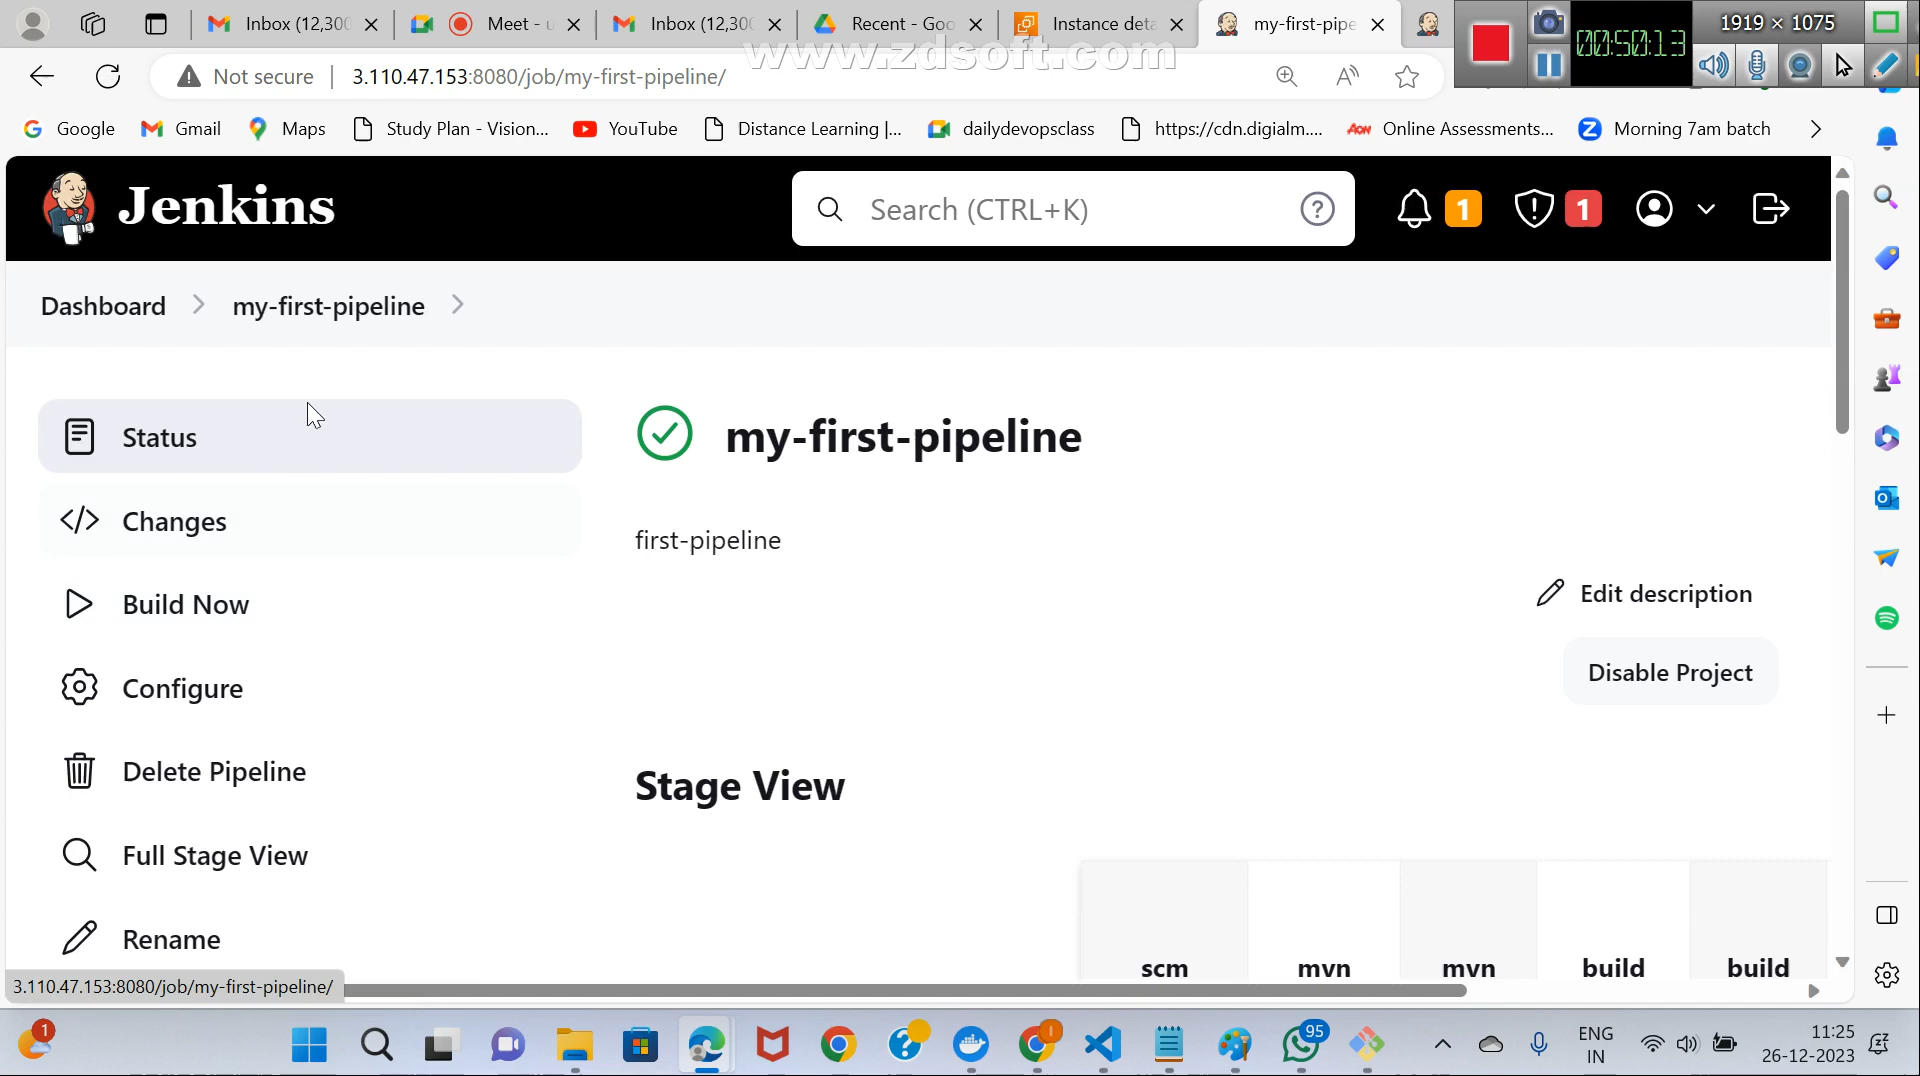 Inbox (12,300
Meet - u
Inbox (12,300
Recent - Goo
Instance deta
my-first-pipe
00:50:13
1919 × 1075
www.zdsoft.com
Not secure
3.110.47.153:8080/job/my-first-pipeline/
Google
Gmail
Maps
Study Plan - Vision...
YouTube
Distance Learning |...
dailydevopsclass
https://cdn.digialm....
Aon
Online Assessments...
Z
Morning 7am batch
Jenkins
Search (CTRL+K)
1
1
Dashboard
my-first-pipeline
Status
my-first-pipeline
Changes
first-pipeline
Build Now
Edit description
Configure
Disable Project
Delete Pipeline
Stage View
Full Stage View
Rename
scm
mvn
mvn
build
build
3.110.47.153:8080/job/my-first-pipeline/
1
95
ENG
IN
11:25
26-12-2023